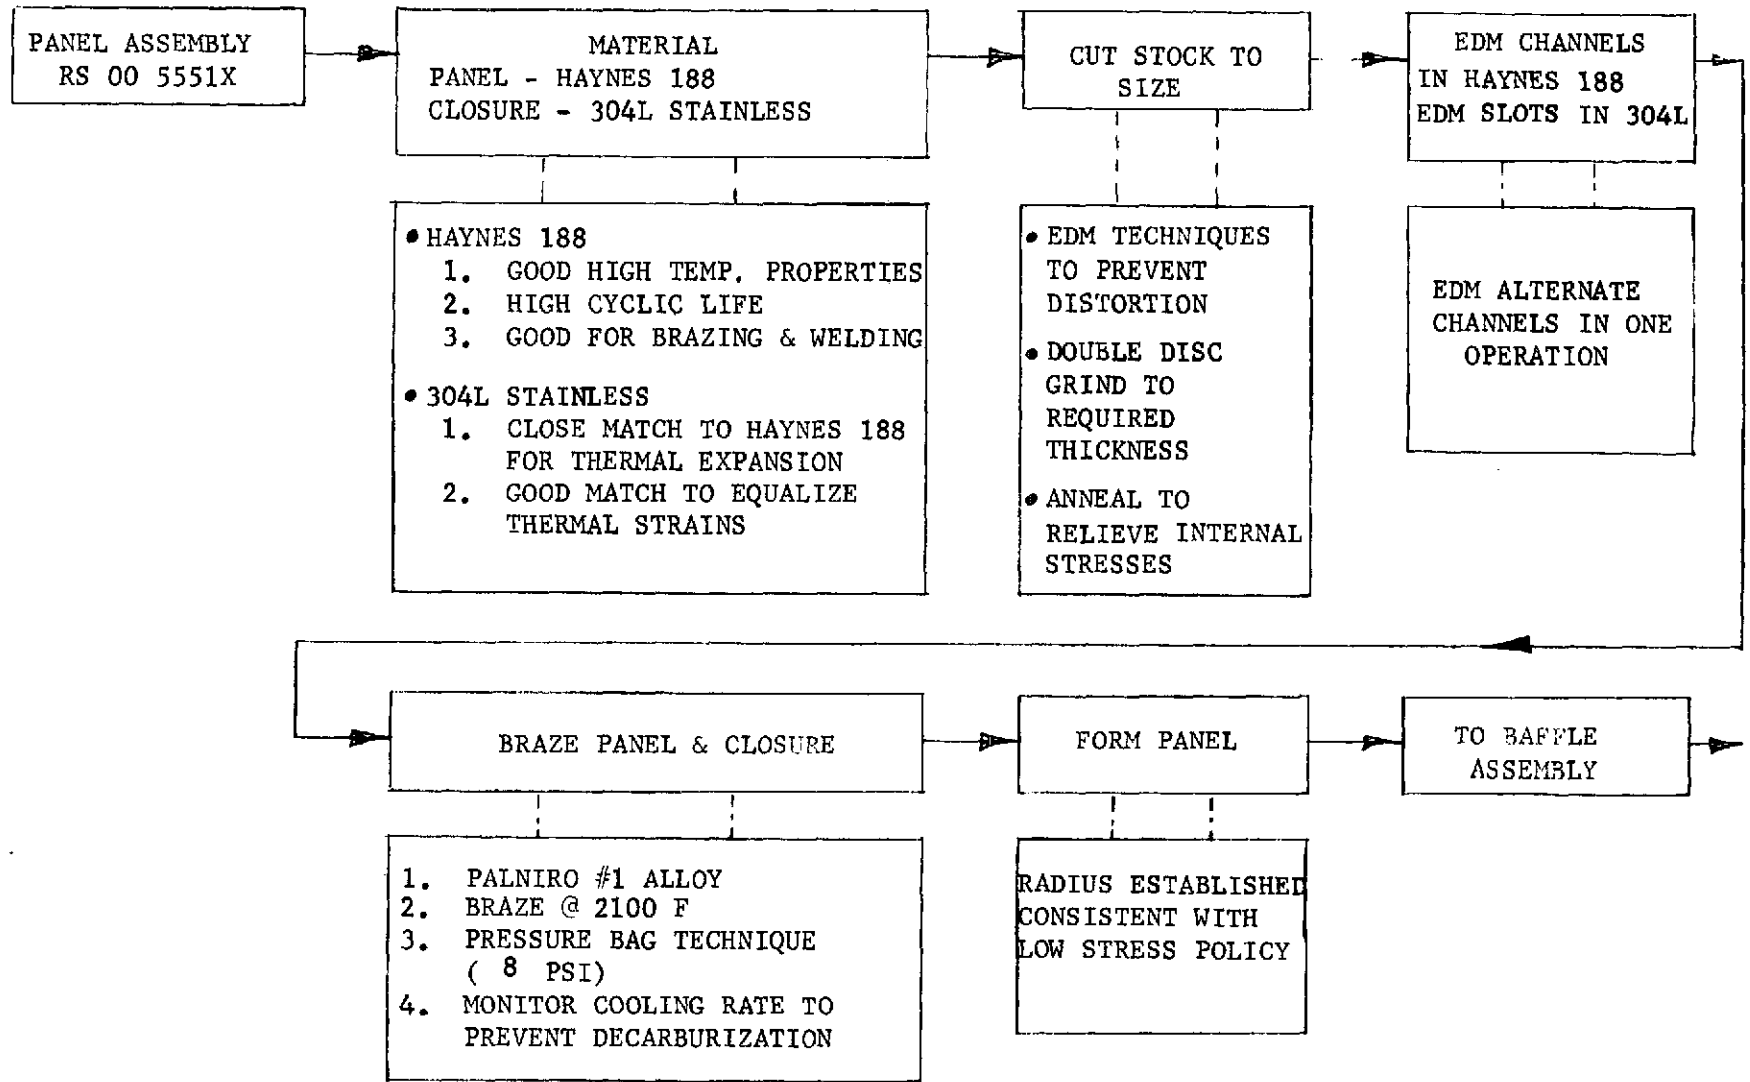 PANEL ASSEMBLY
RS 00 5551X
MATERIAL
PANEL - HAYNES 188
CLOSURE - 304L STAINLESS
CUT STOCK TO
SIZE
EDM CHANNELS
IN HAYNES 188
EDM SLOTS IN 304L
• HAYNES 188
1. GOOD HIGH TEMP. PROPERTIES
2. HIGH CYCLIC LIFE
3. GOOD FOR BRAZING & WELDING
• 304L STAINLESS
1. CLOSE MATCH TO HAYNES 188
FOR THERMAL EXPANSION
2. GOOD MATCH TO EQUALIZE
THERMAL STRAINS
• EDM TECHNIQUES
TO PREVENT
DISTORTION
• DOUBLE DISC
GRIND TO
REQUIRED
THICKNESS
• ANNEAL TO
RELIEVE INTERNAL
STRESSES
EDM ALTERNATE
CHANNELS IN ONE
OPERATION
BRAZE PANEL & CLOSURE
FORM PANEL
TO BAFFLE
ASSEMBLY
1. PALNIRO #1 ALLOY
2. BRAZE @ 2100 F
3. PRESSURE BAG TECHNIQUE
( 8 PSI)
4. MONITOR COOLING RATE TO
PREVENT DECARBURIZATION
RADIUS ESTABLISHED
CONSISTENT WITH
LOW STRESS POLICY